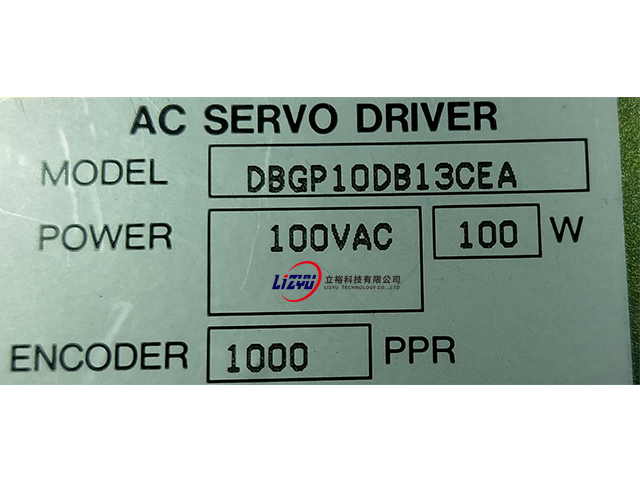 AC SERVO DRIVER
MODEL DBGP10DB13CEA
POWER 100VAC 100 W
LIZYU 立裕科技有限公司
LIZYU TECHNOLOGY CO.,LTD
ENCODER 1000 PPR